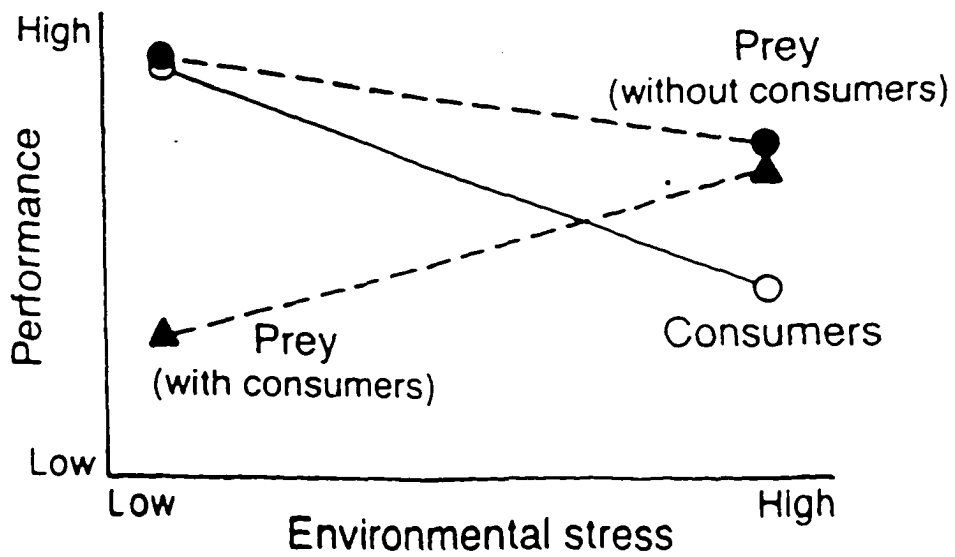 High
Prey
(without consumers)
Performance
Prey
(with consumers)
Consumers
Low
Low
High
Environmental stress